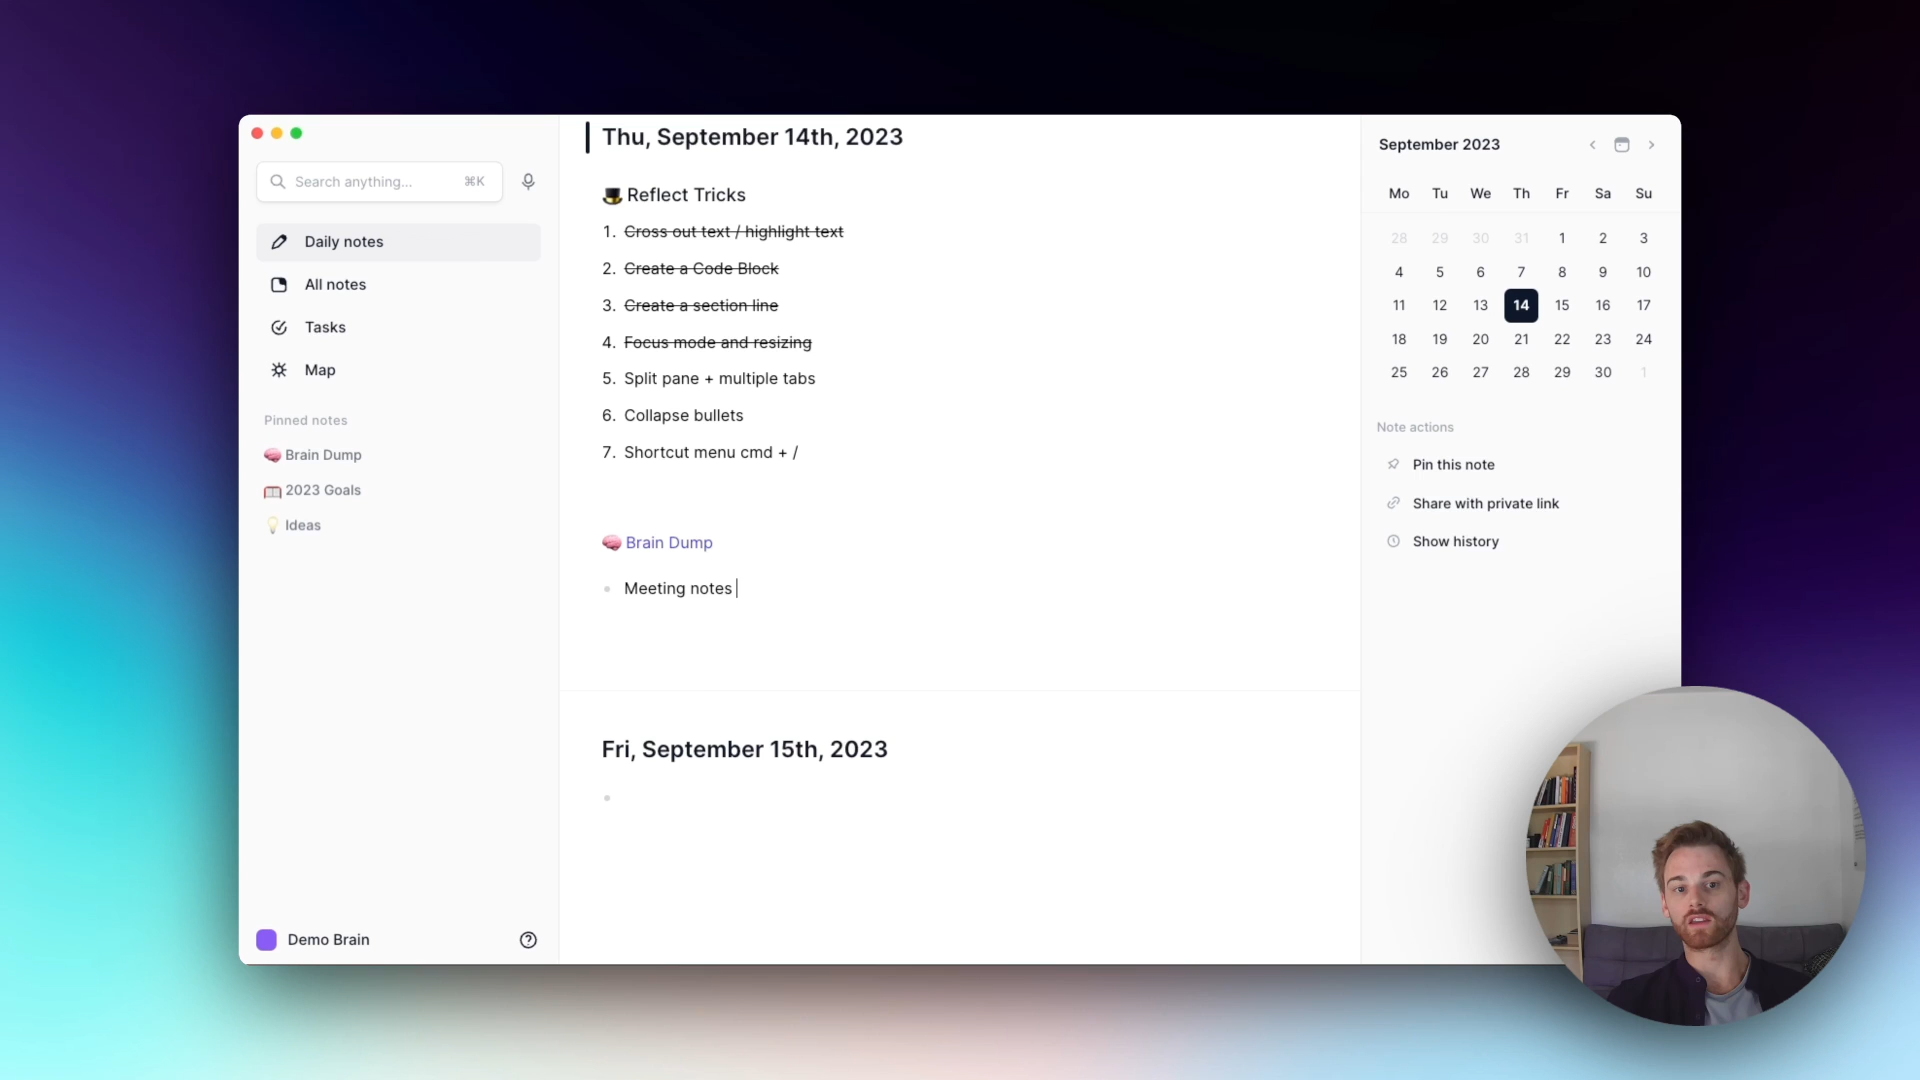 Search anything...
⌘K
Daily notes
All notes
Tasks
Map
Pinned notes
🧠 Brain Dump
📖 2023 Goals
💡 Ideas
Demo Brain
Thu, September 14th, 2023
🎩 Reflect Tricks
1. Cross out text / highlight text
2. Create a Code Block
3. Create a section line
4. Focus mode and resizing
5. Split pane + multiple tabs
6. Collapse bullets
7. Shortcut menu cmd + /
🧠 Brain Dump
Meeting notes
Fri, September 15th, 2023
September 2023
Mo Tu We Th Fr Sa Su
28 29 30 31 1 2 3
4 5 6 7 8 9 10
11 12 13 14 15 16 17
18 19 20 21 22 23 24
25 26 27 28 29 30 1
Note actions
Pin this note
Share with private link
Show history